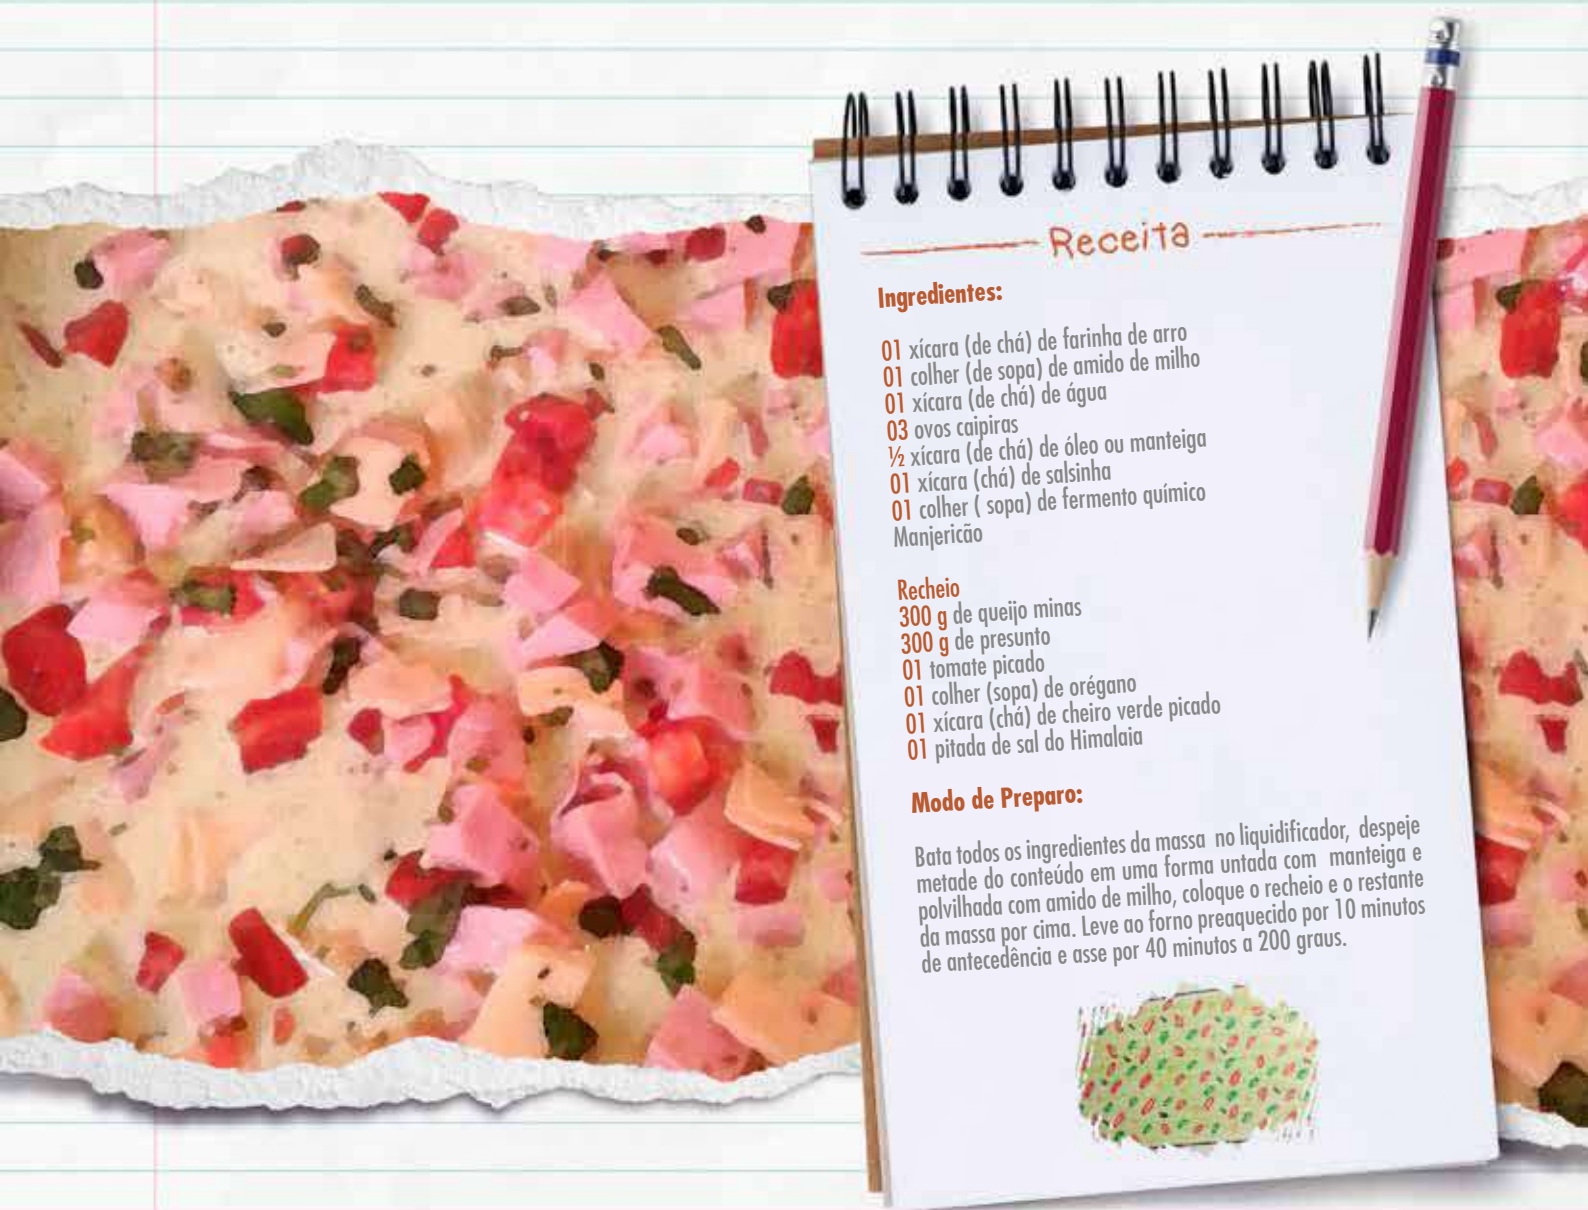 Receita
Ingredientes:
01 xícara (de chá) de farinha de arro
01 colher (de sopa) de amido de milho
01 xícara (de chá) de água
03 ovos caipiras
½ xícara (de chá) de óleo ou manteiga
01 xícara (chá) de salsinha
01 colher ( sopa) de fermento químico
Manjericão
Recheio
300 g de queijo minas
300 g de presunto
01 tomate picado
01 colher (sopa) de orégano
01 xícara (chá) de cheiro verde picado
01 pitada de sal do Himalaia
Modo de Preparo:
Bata todos os ingredientes da massa no liquidificador, despeje
metade do conteúdo em uma forma untada com manteiga e
polvilhada com amido de milho, coloque o recheio e o restante
da massa por cima. Leve ao forno preaquecido por 10 minutos
de antecedência e asse por 40 minutos a 200 graus.